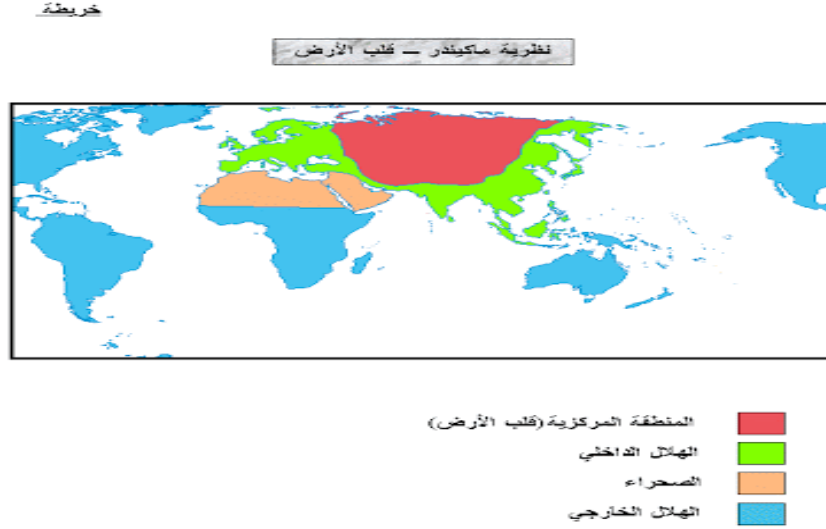 خريطة
نظرية ماكيندر – قلب الأرض
المنطقة المركزية (قلب الأرض)
الهلال الداخلي
الصحراء
الهلال الخارجي